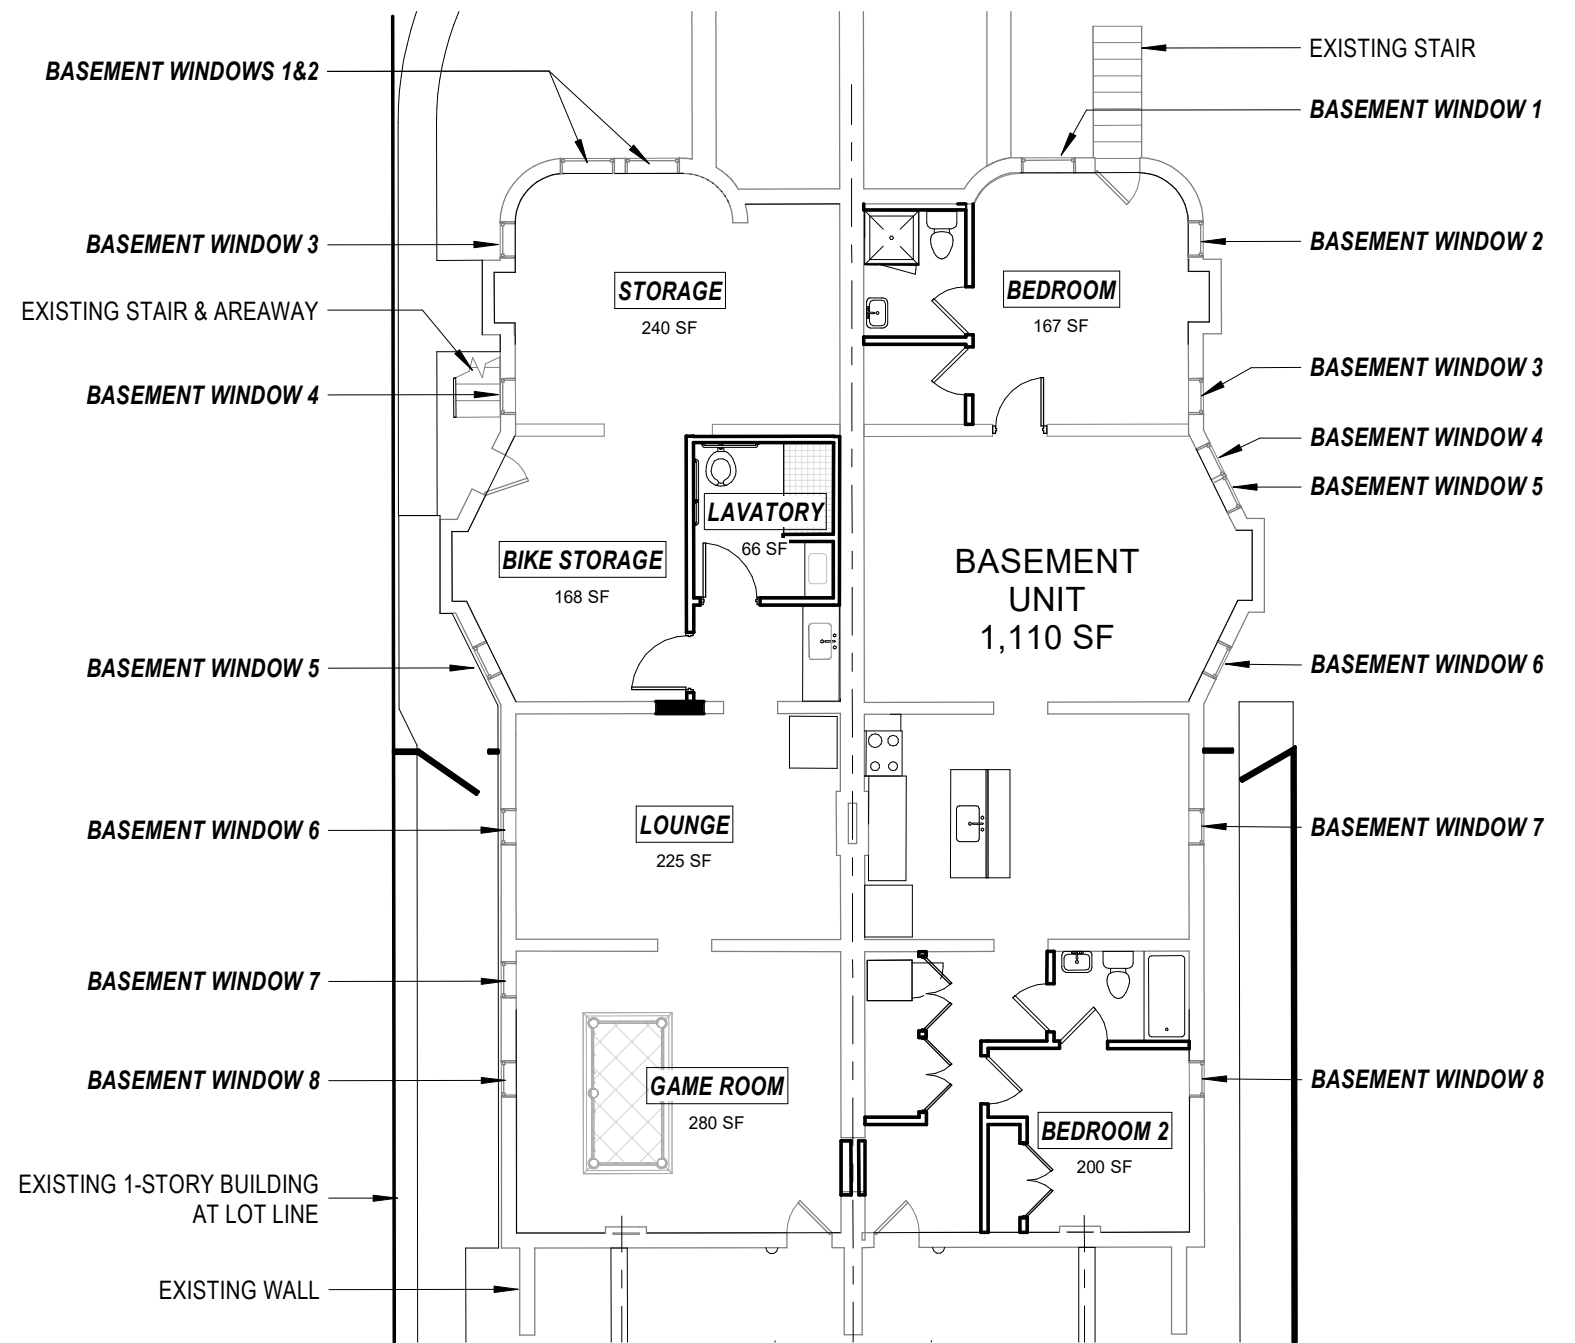 EXISTING STAIR
BASEMENT WINDOWS 1&2
BASEMENT WINDOW 1
BASEMENT WINDOW 3
BASEMENT WINDOW 2
STORAGE
240 SF
BEDROOM
167 SF
EXISTING STAIR & AREAWAY
BASEMENT WINDOW 4
BASEMENT WINDOW 3
BASEMENT WINDOW 4
BASEMENT WINDOW 5
LAVATORY
66 SF
BIKE STORAGE
168 SF
BASEMENT
UNIT
1,110 SF
BASEMENT WINDOW 5
BASEMENT WINDOW 6
LOUNGE
225 SF
BASEMENT WINDOW 6
BASEMENT WINDOW 7
BASEMENT WINDOW 7
BASEMENT WINDOW 8
GAME ROOM
280 SF
BASEMENT WINDOW 8
BEDROOM 2
200 SF
EXISTING 1-STORY BUILDING
AT LOT LINE
EXISTING WALL